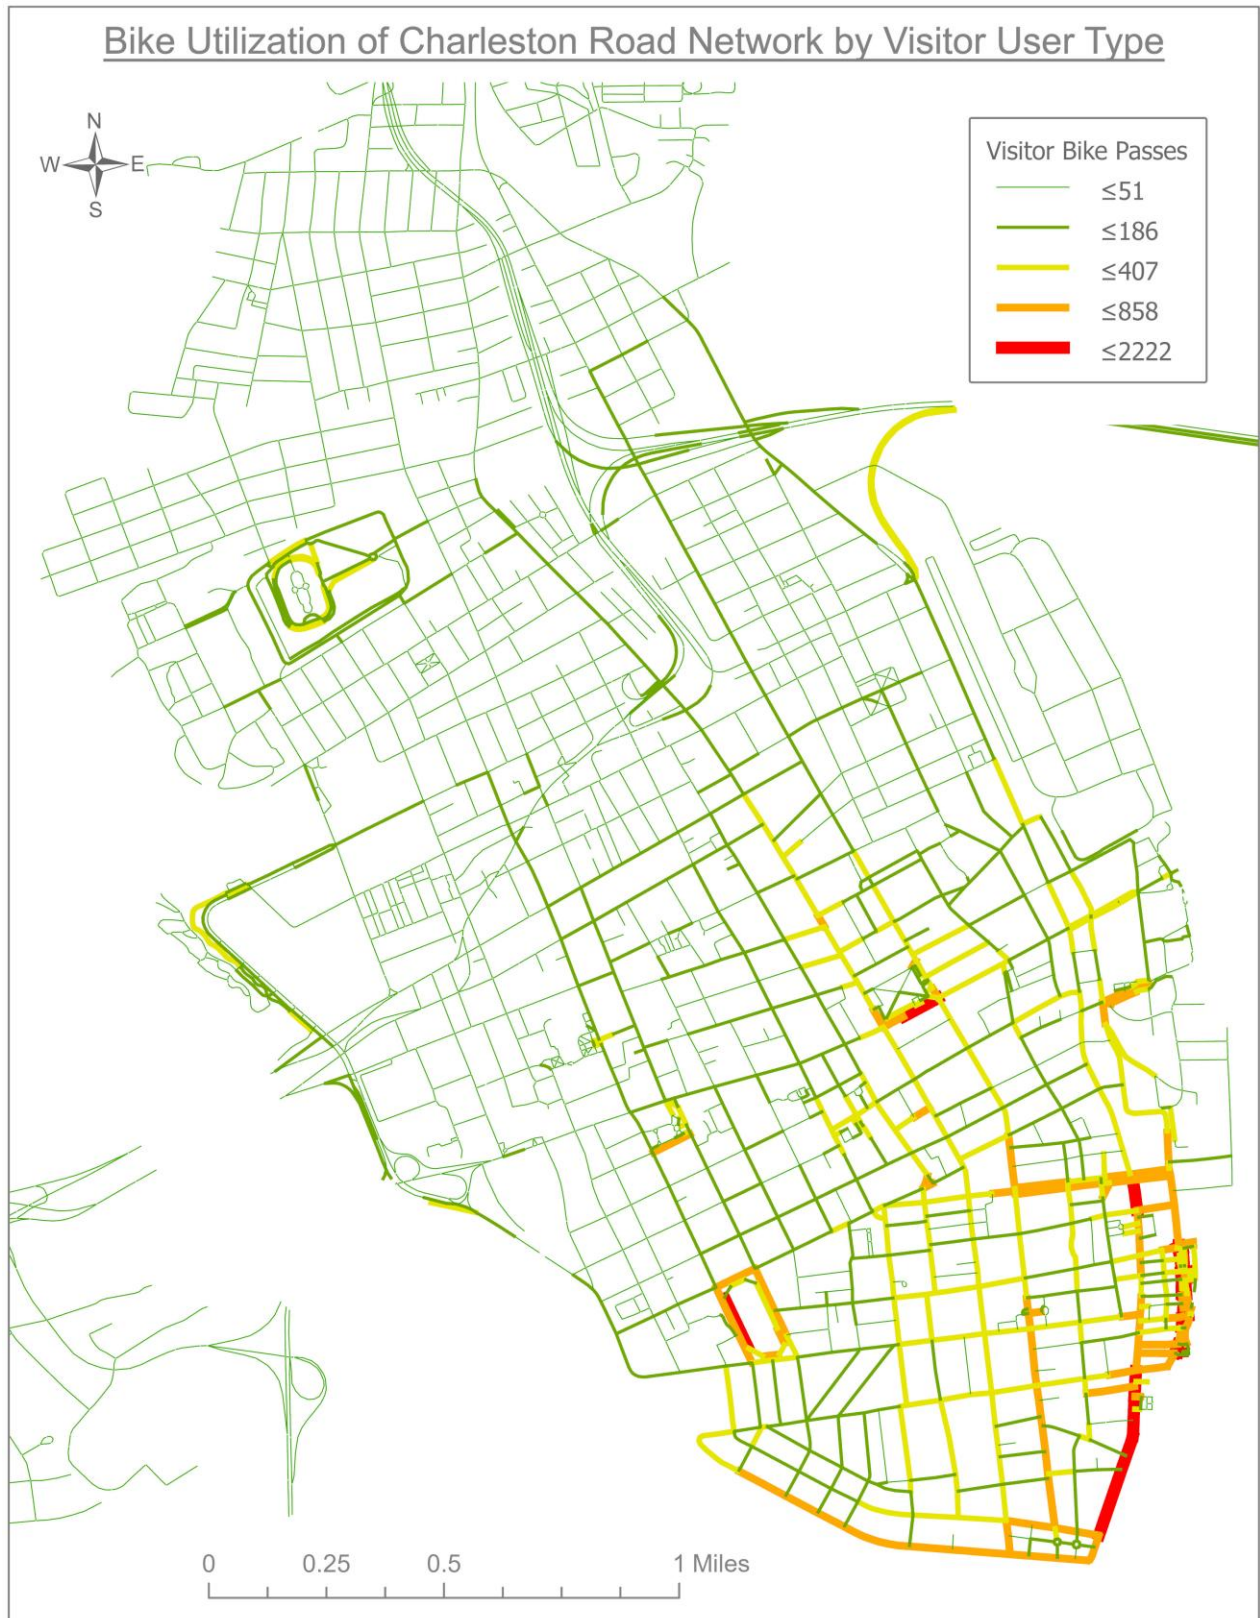 Bike Utilization of Charleston Road Network by Visitor User Type
N
W E
S
Visitor Bike Passes
≤51
≤186
≤407
≤858
≤2222
0 0.25 0.5 1 Miles